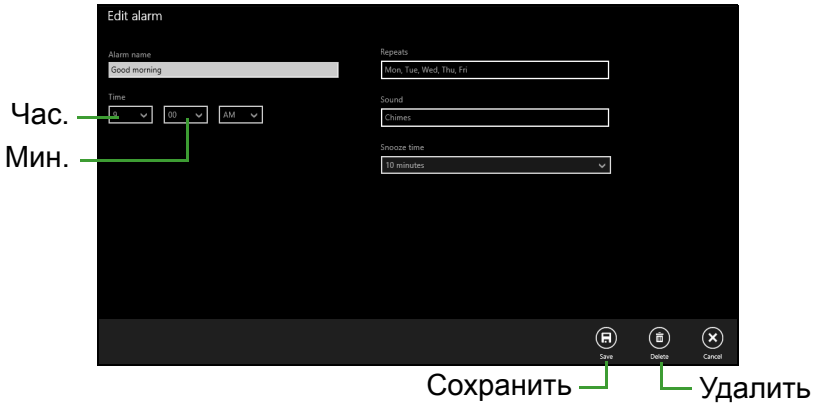 Edit alarm
Alarm name
Good morning
Time
9 00 AM
Repeats
Mon, Tue, Wed, Thu, Fri
Sound
Chimes
Snooze time
10 minutes
Час.
Мин.
Save Delete Cancel
Сохранить Удалить